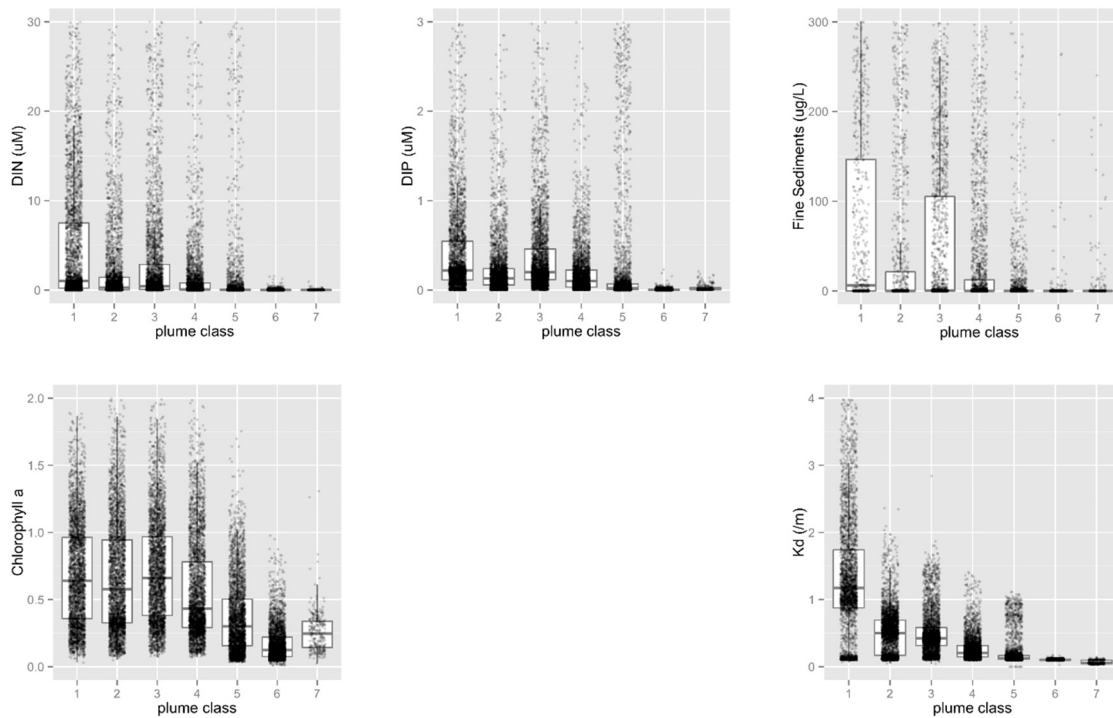 DIN (uM)
30
20
10
0
1 2 3 4 5 6 7
plume class
DIP (uM)
3
2
1
0
1 2 3 4 5 6 7
plume class
Fine Sediments (ug/L)
300
200
100
0
1 2 3 4 5 6 7
plume class
Chlorophyll a
2.0
1.5
1.0
0.5
0.0
1 2 3 4 5 6 7
plume class
Kd (/m)
4
3
2
1
0
1 2 3 4 5 6 7
plume class